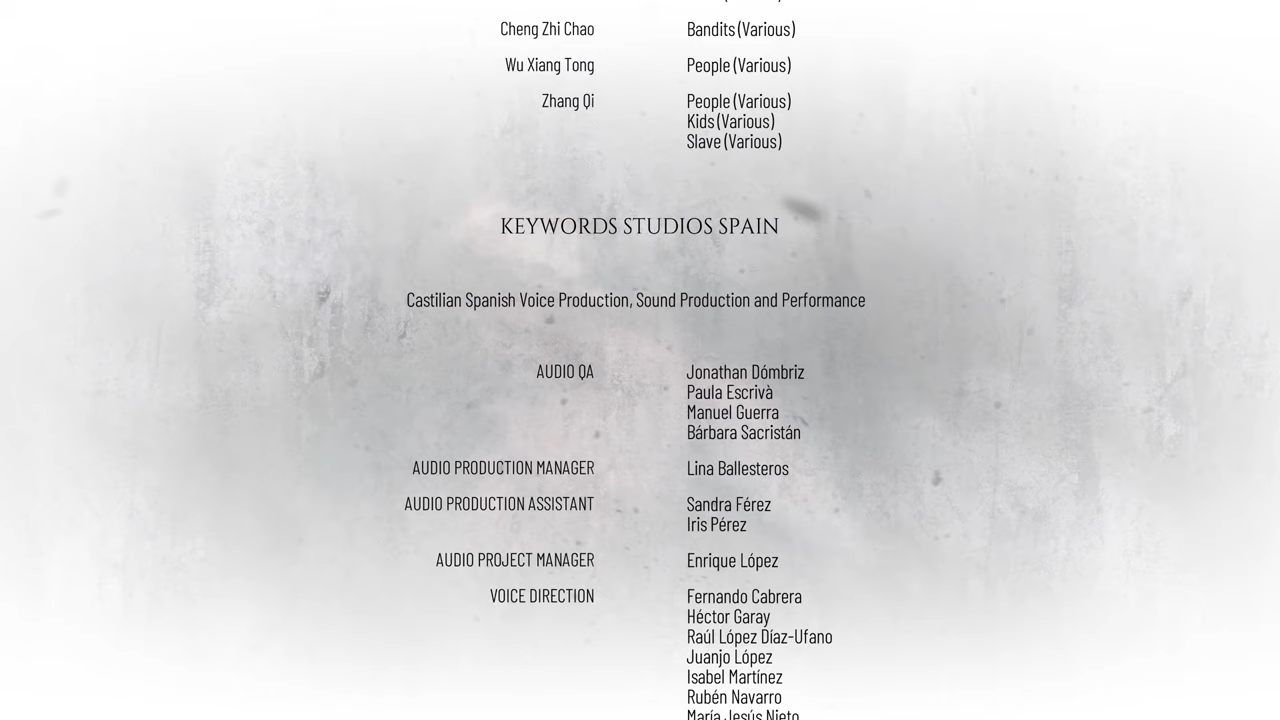 Cheng Zhi Chao Bandits (Various)
Wu Xiang Tong People (Various)
Zhang Qi People (Various)
Kids (Various)
Slave (Various)
KEYWORDS STUDIOS SPAIN
Castilian Spanish Voice Production, Sound Production and Performance
AUDIO QA Jonathan Dómbriz
Paula Escrivà
Manuel Guerra
Bárbara Sacristán
AUDIO PRODUCTION MANAGER Lina Ballesteros
AUDIO PRODUCTION ASSISTANT Sandra Férez
Iris Pérez
AUDIO PROJECT MANAGER Enrique López
VOICE DIRECTION Fernando Cabrera
Héctor Garay
Raúl López Díaz-Ufano
Juanjo López
Isabel Martínez
Rubén Navarro
María Jesús Nieto